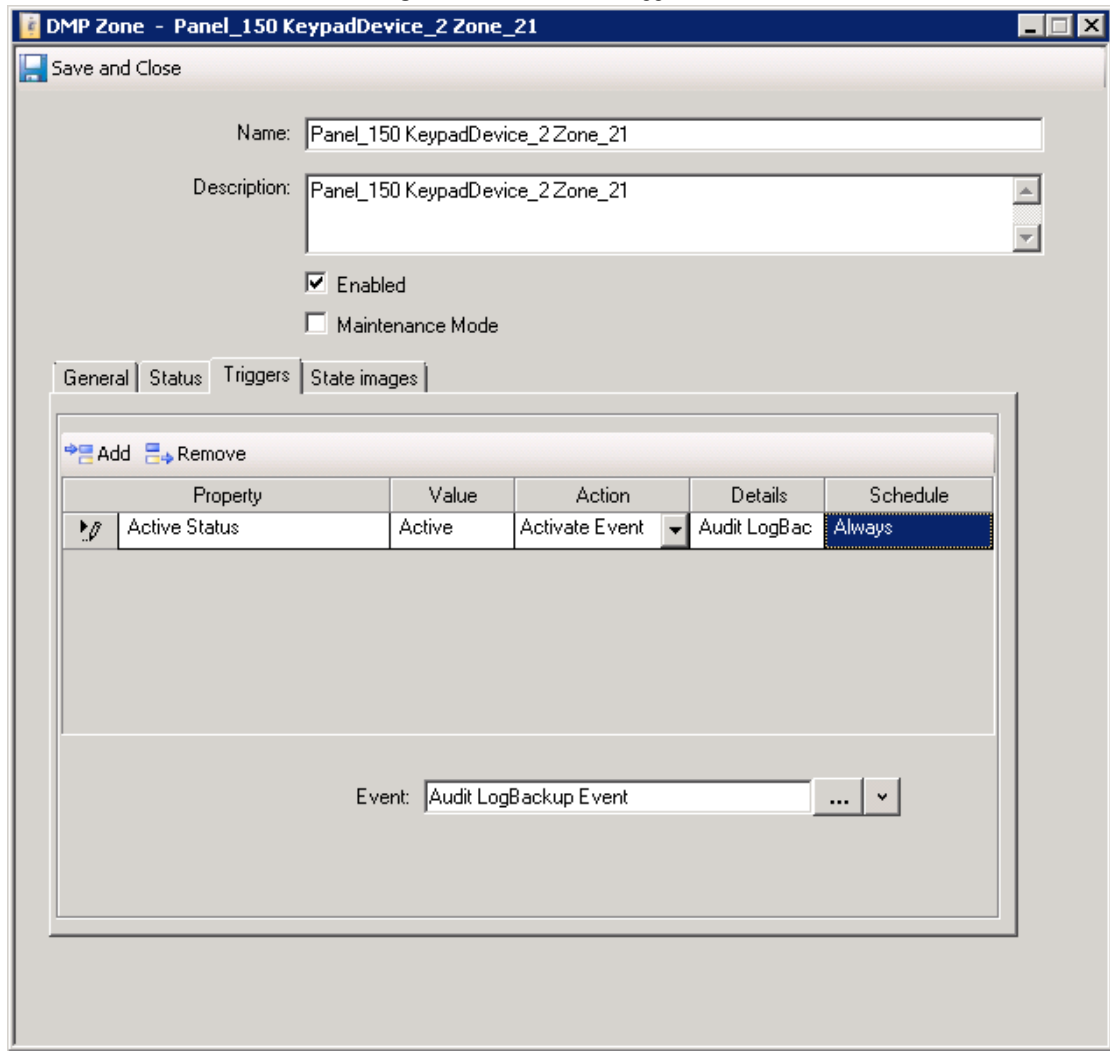 DMP Zone - Panel_150 KeypadDevice_2 Zone_21
Save and Close
Name: Panel_150 KeypadDevice_2 Zone_21
Description: Panel_150 KeypadDevice_2 Zone_21
Enabled
Maintenance Mode
General Status Triggers State images
Add Remove
Property Value Action Details Schedule
Active Status Active Activate Event Audit LogBac Always
Event: Audit LogBackup Event ...